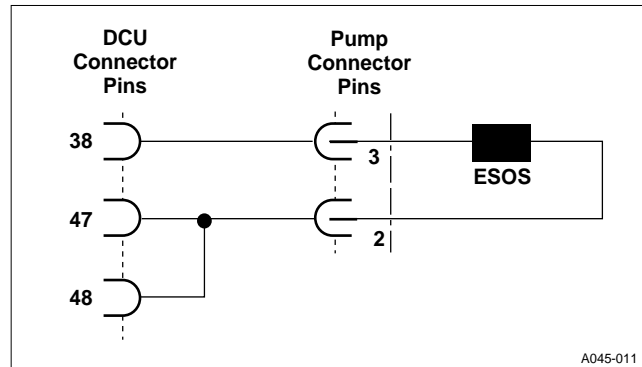 DCU
Connector
Pins
Pump
Connector
Pins
38
3
ESOS
47
2
48
A045-011